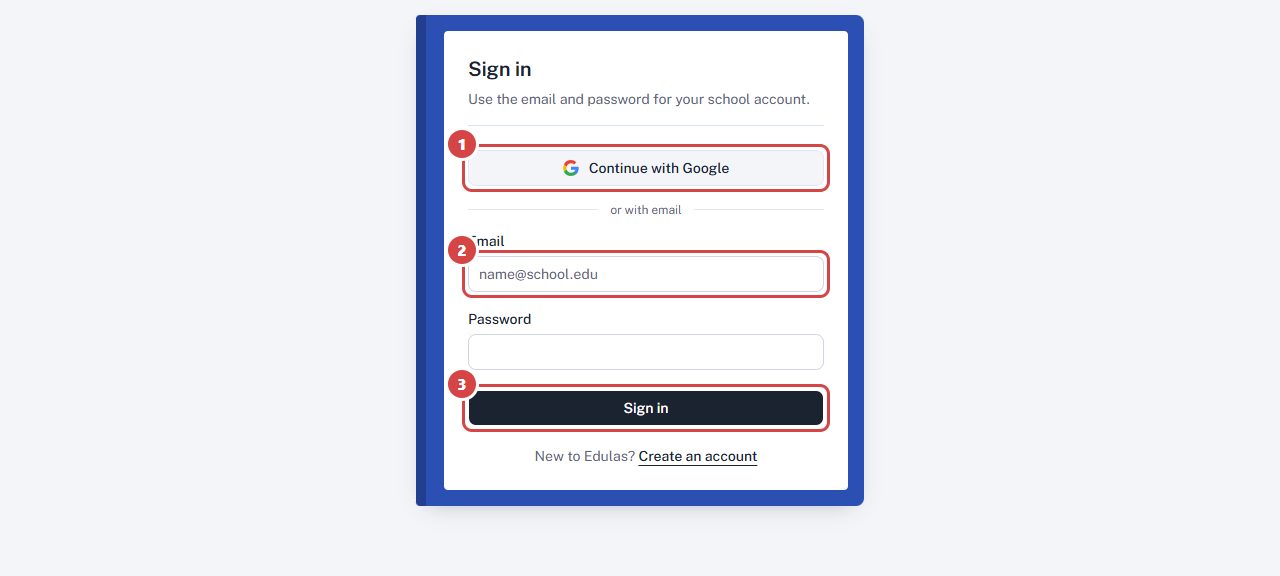 Sign in
Use the email and password for your school account.
1
Continue with Google
or with email
Email
2
name@school.edu
Password
3
Sign in
New to Edulas? Create an account